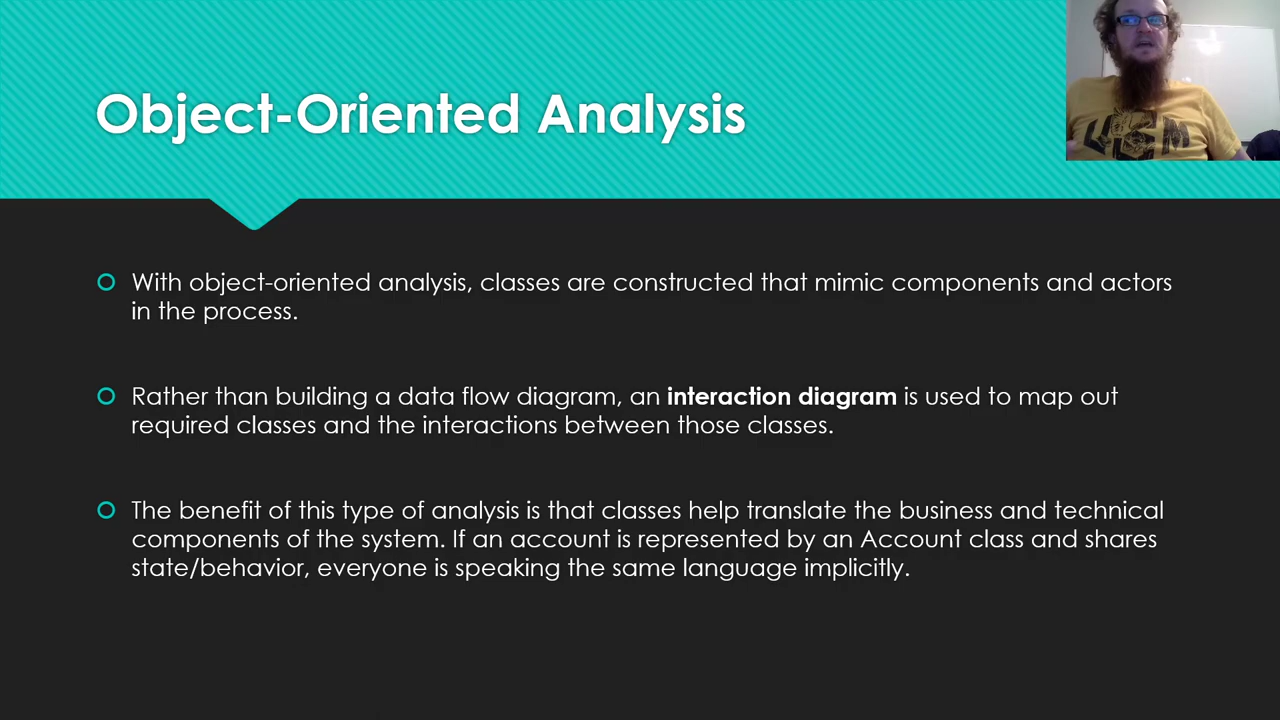 Object-Oriented Analysis
With object-oriented analysis, classes are constructed that mimic components and actors
in the process.
Rather than building a data flow diagram, an interaction diagram is used to map out
required classes and the interactions between those classes.
The benefit of this type of analysis is that classes help translate the business and technical
components of the system. If an account is represented by an Account class and shares
state/behavior, everyone is speaking the same language implicitly.